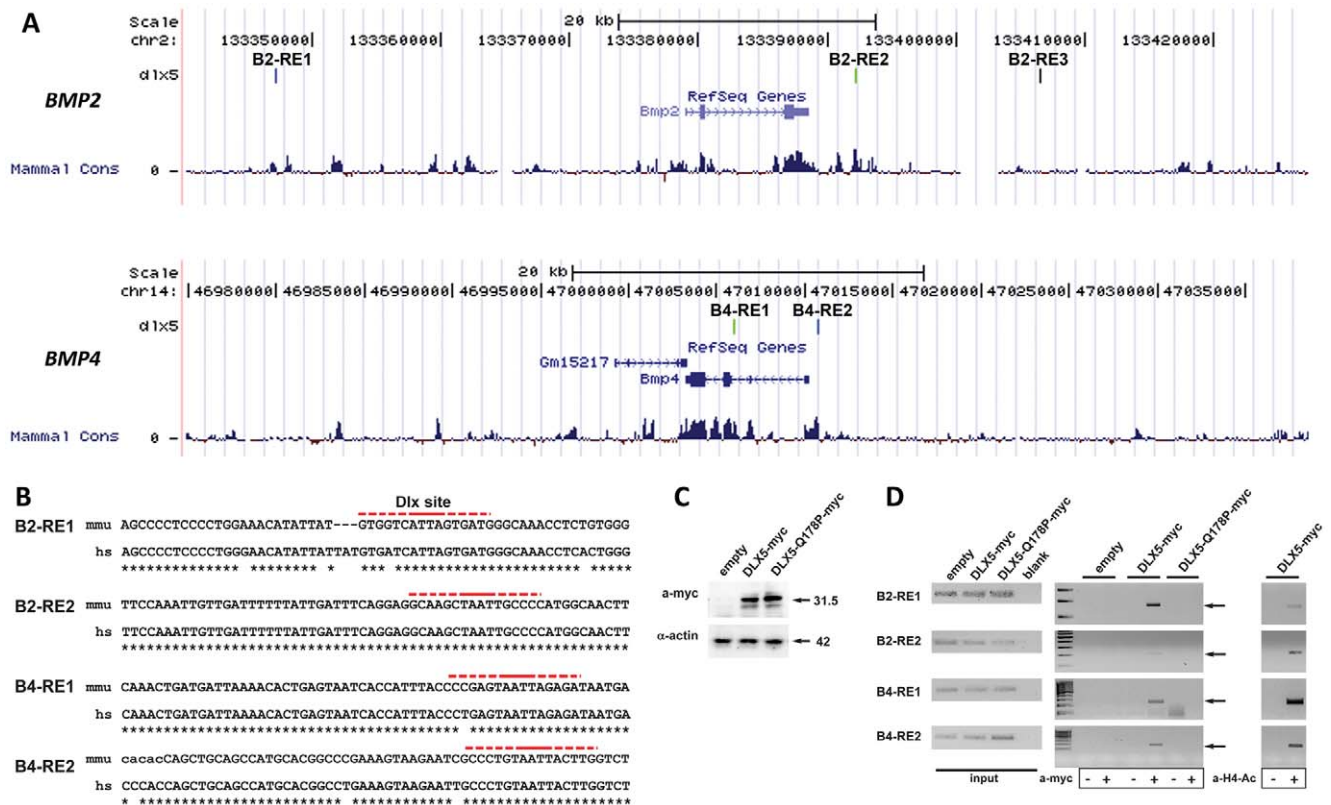 A
Scale
20 kb
chr2: 133350000 133360000 133370000 133380000 133390000 133400000 133410000 133420000
B2-RE1 B2-RE2 B2-RE3
dlx5
BMP2
RefSeq Genes
Bmp2
Mammal Cons 0
Scale
20 kb
chr14: 46980000 46985000 46990000 46995000 47000000 47005000 47010000 47015000 47020000 47025000 47030000 47035000
B4-RE1 B4-RE2
dlx5
BMP4
RefSeq Genes
Gm15217
Bmp4
Mammal Cons 0
B
Dlx site
B2-RE1 mmu AGCCCCTCCCCTGGAAACATATTAT---GTGGTCATTAGTGATGGGCAAACCTCTGTGGG
hs AGCCCCTCCCCTGGGAACATATTATTATGTGATCATTAGTGATGGGCAAACCTCACTGGG
B2-RE2 mmu TTCCAAATTGTTGATTTTTTATTGATTTCAGGAGGCAAGCTAATTGCCCCATGGCAACTT
hs TTCCAAATTGTTGATTTTTTATTGATTTCAGGAGGCAAGCTAATTGCCCCATGGCAACTT
B4-RE1 mmu CAAACTGATGATTAAAACACTGAGTAATCACCATTTACCCCGAGTAATTAGAGATAATGA
hs CAAACTGATGATTAAAACACTGAGTAATCACCATTTACCCTGAGTAATTAGAGATAATGA
B4-RE2 mmu cacacCAGCTGCAGCCATGCACGGCCCGAAAGTAAGAATCGCCCTGTAATTACTTGGTCT
hs CCCACCAGCTGCAGCCATGCACGGCCTGAAAGTAAGAATTGCCCTGTAATTACTTGGTCT
C
empty DLX5-myc DLX5-Q178P-myc
a-myc 31.5
α-actin 42
D
empty DLX5-myc DLX5-Q178P-myc blank
empty DLX5-myc DLX5-Q178P-myc
DLX5-myc
B2-RE1
B2-RE2
B4-RE1
B4-RE2
input
a-myc - + - + - +
a-H4-Ac - +